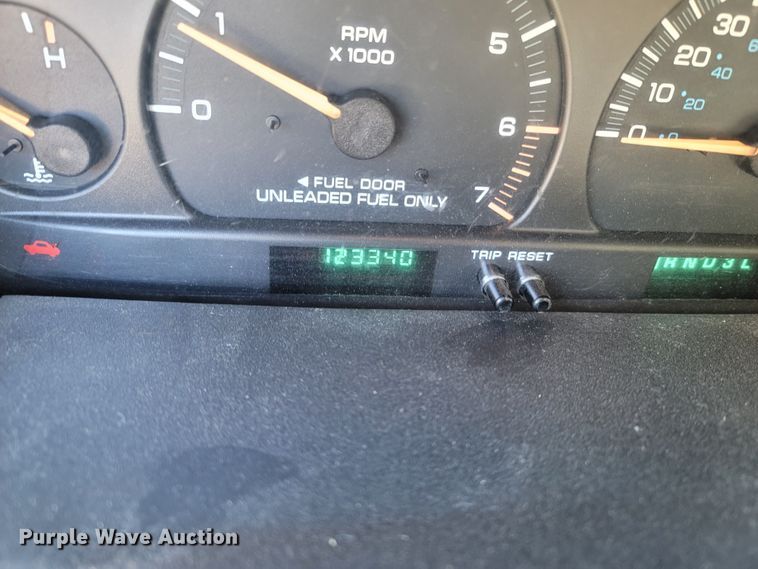 H
1
0
RPM
X 1000
5
6
7
◄ FUEL DOOR
UNLEADED FUEL ONLY
30
20
10
0
40
20
0
123340
TRIP RESET
Purple Wave Auction